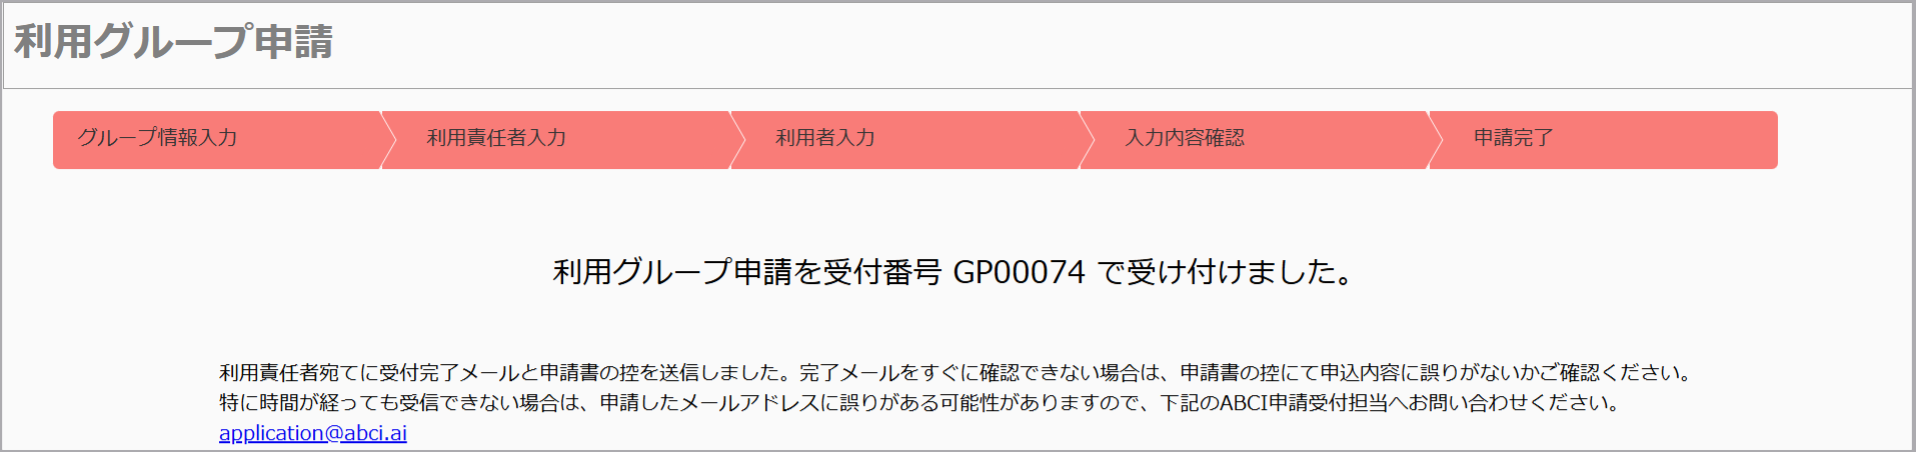 利用グループ申請
グループ情報入力
利用責任者入力
利用者入力
入力内容確認
申請完了
利用グループ申請を受付番号 GP00074 で受け付けました。
利用責任者宛てに受付完了メールと申請書の控を送信しました。完了メールをすぐに確認できない場合は、申請書の控にて申込内容に誤りがないかご確認ください。
特に時間が経っても受信できない場合は、申請したメールアドレスに誤りがある可能性がありますので、下記のABCI申請受付担当へお問い合わせください。
application@abci.ai